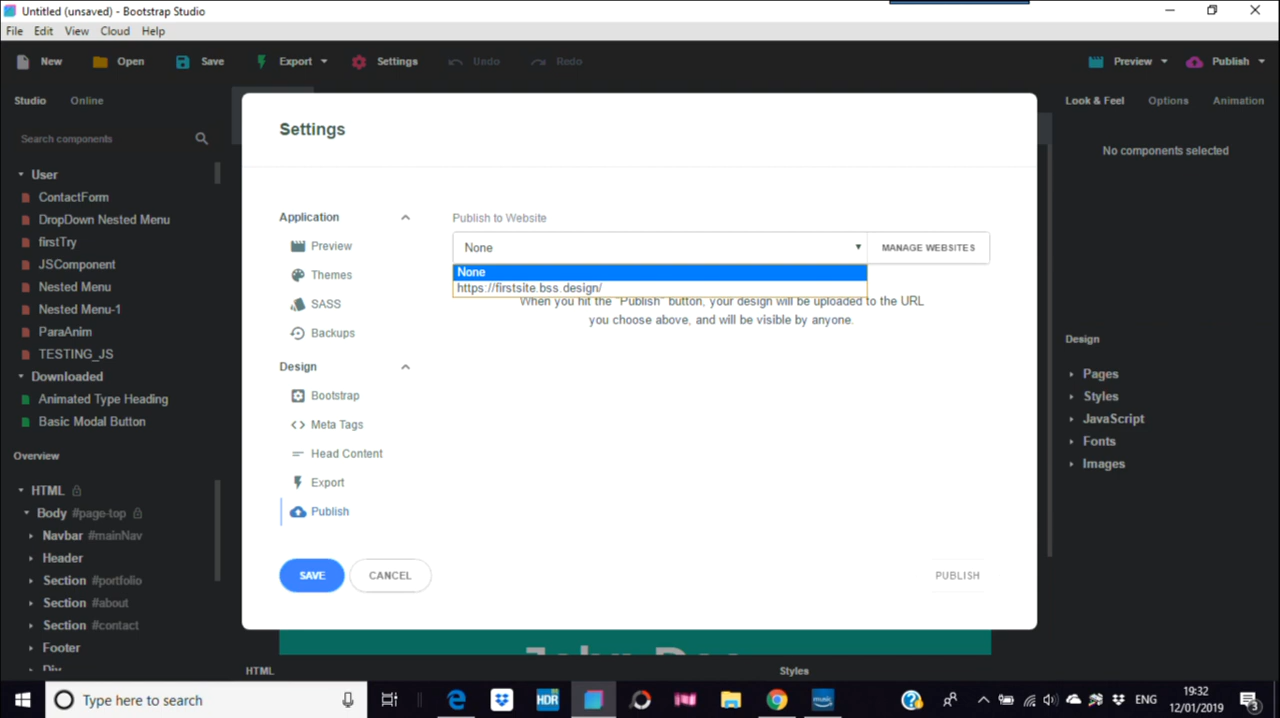 Untitled (unsaved) - Bootstrap Studio
File Edit View Cloud Help
New Open Save Export Settings Undo Redo Preview Publish
Studio Online
Look & Feel Options Animation
Search components
No components selected
User
ContactForm
DropDown Nested Menu
firstTry
JSComponent
Nested Menu
Nested Menu-1
ParaAnim
TESTING_JS
Downloaded
Animated Type Heading
Basic Modal Button
Overview
HTML
Body #page-top
Navbar #mainNav
Header
Section #portfolio
Section #about
Section #contact
Footer
Div
Settings
Application
Preview
Themes
SASS
Backups
Design
Bootstrap
Meta Tags
Head Content
Export
Publish
Publish to Website
None MANAGE WEBSITES
None
https://firstsite.bss.design/
When you hit the "Publish" button, your design will be uploaded to the URL
you choose above, and will be visible by anyone.
SAVE CANCEL PUBLISH
Design
Pages
Styles
JavaScript
Fonts
Images
HTML Styles
Type here to search
HDR
music
ENG
19:32
12/01/2019
3